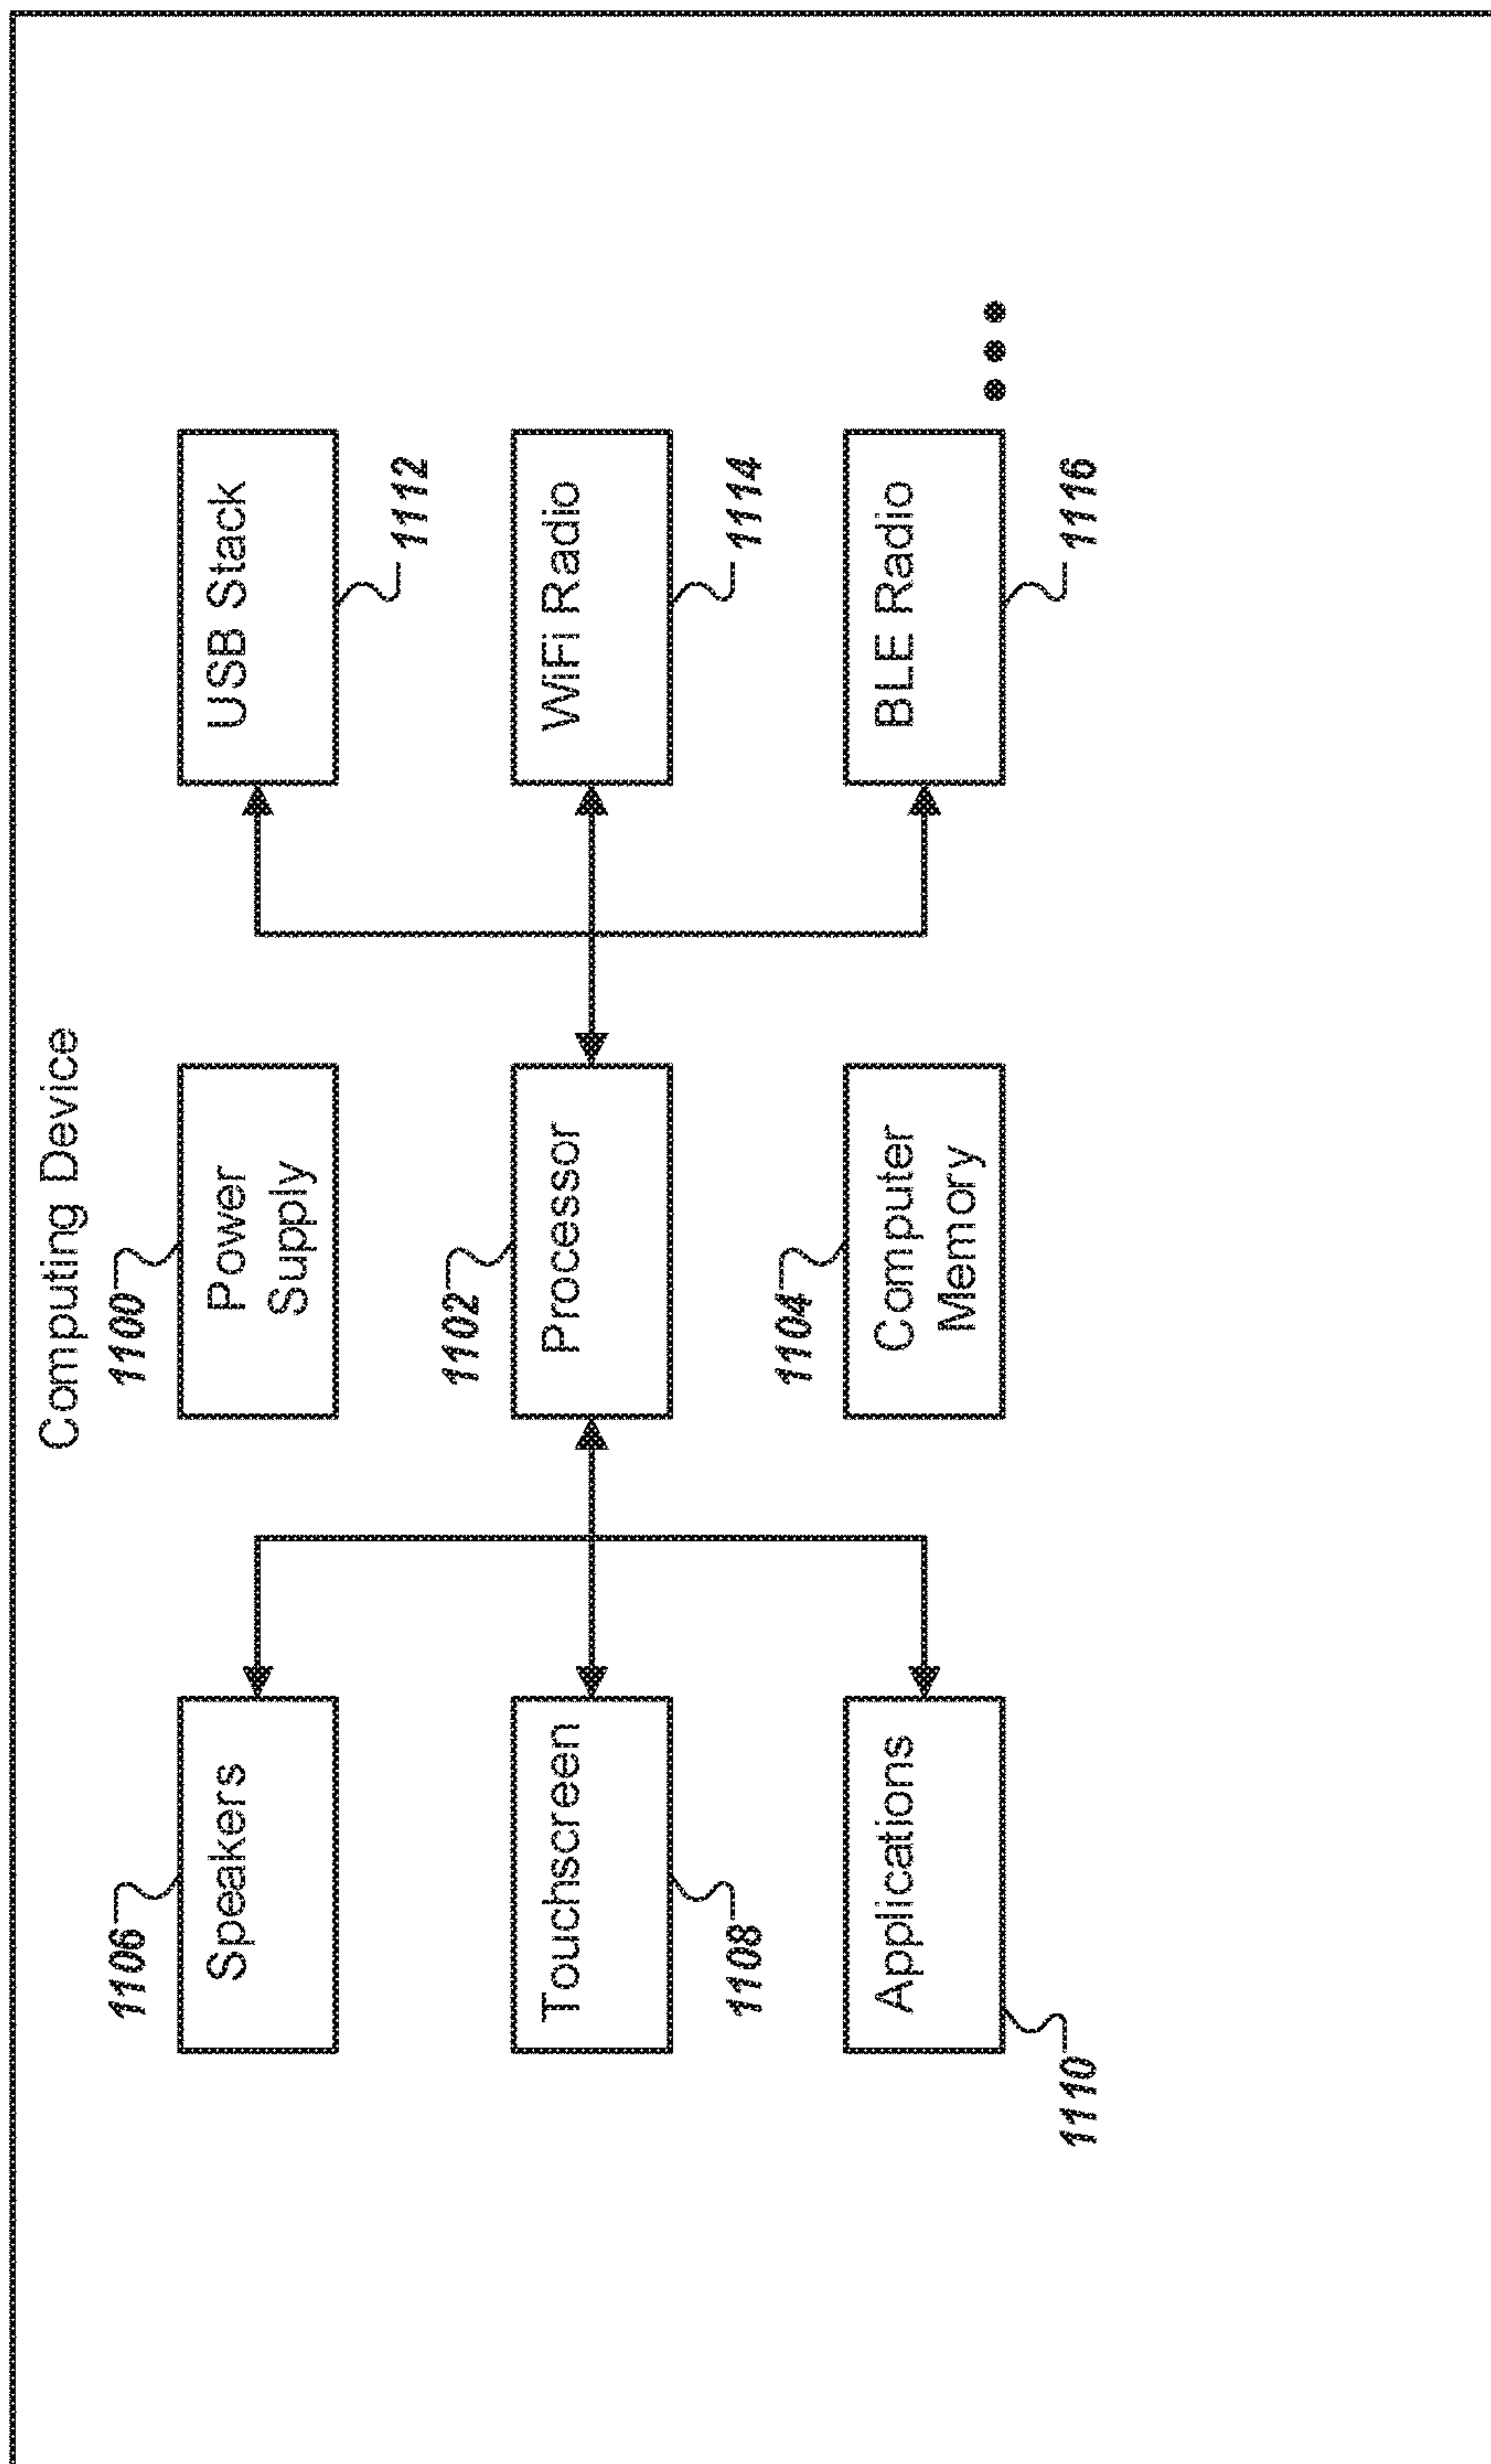 Computing Device
1106
Speakers
1100
Power
Supply
USB Stack
1112
Touchscreen
1108
1102
Processor
WiFi Radio
1114
Applications
1110
1104
Computer
Memory
BLE Radio
1116